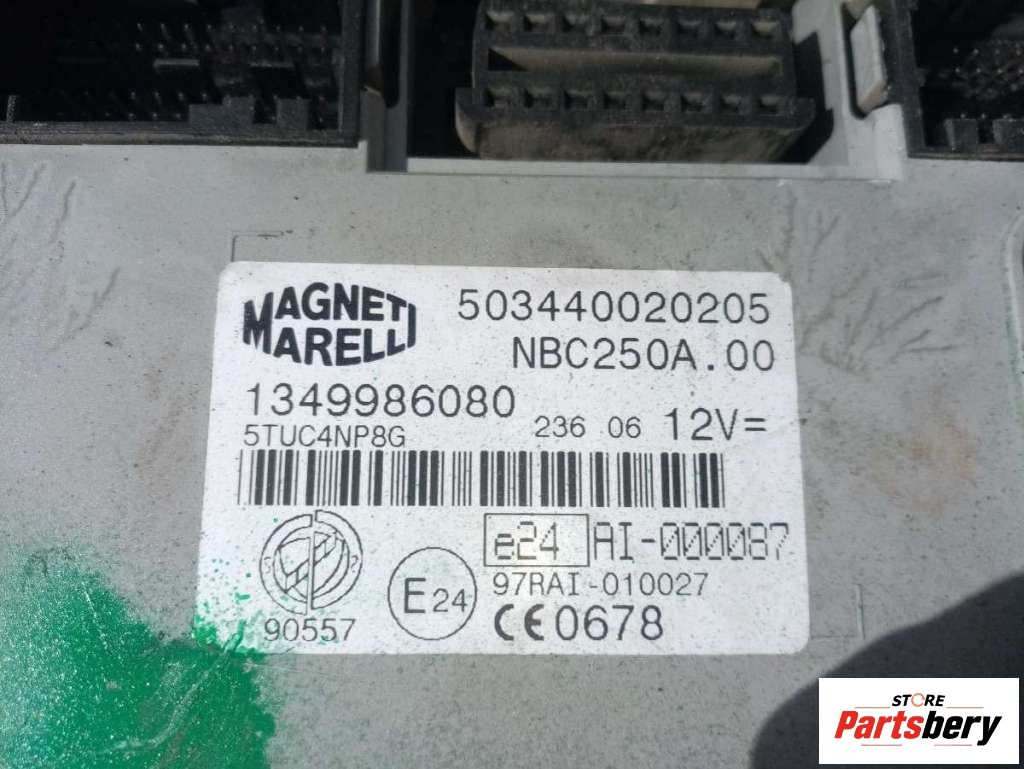 MAGNETI
MARELLI
503440020205
NBC250A.00
1349986080
236 06
12V=
5TUC4NP8G
e24
AI-000087
97RAI-010027
E24
90557
CE0678
STORE
Partsbery